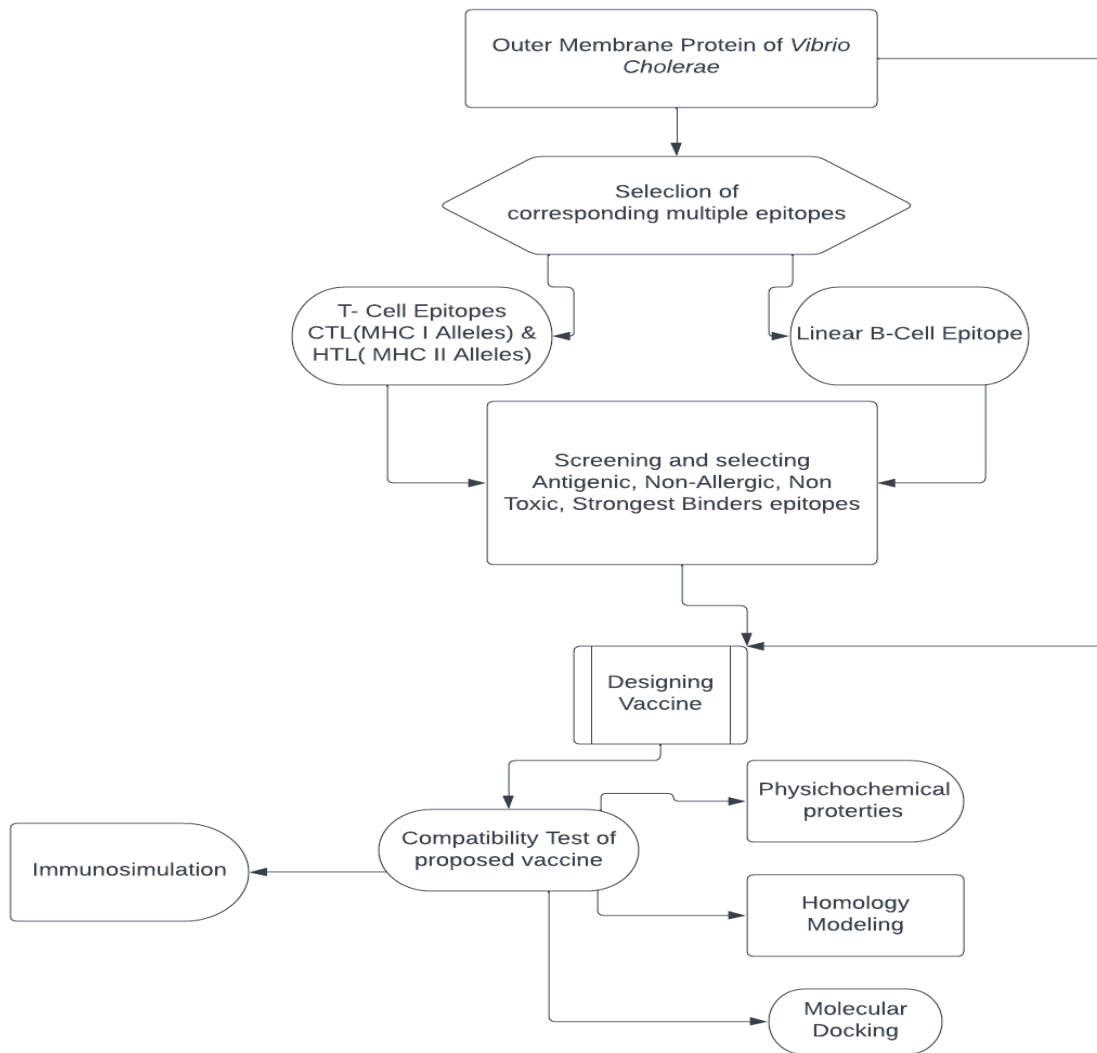 Outer Membrane Protein of Vibrio
Cholerae
Seleclion of
corresponding multiple epitopes
T- Cell Epitopes
CTL(MHC I Alleles) &
HTL( MHC II Alleles)
Linear B-Cell Epitope
Screening and selecting
Antigenic, Non-Allergic, Non
Toxic, Strongest Binders epitopes
Designing
Vaccine
Physichochemical
proterties
Compatibility Test of
proposed vaccine
Immunosimulation
Homology
Modeling
Molecular
Docking